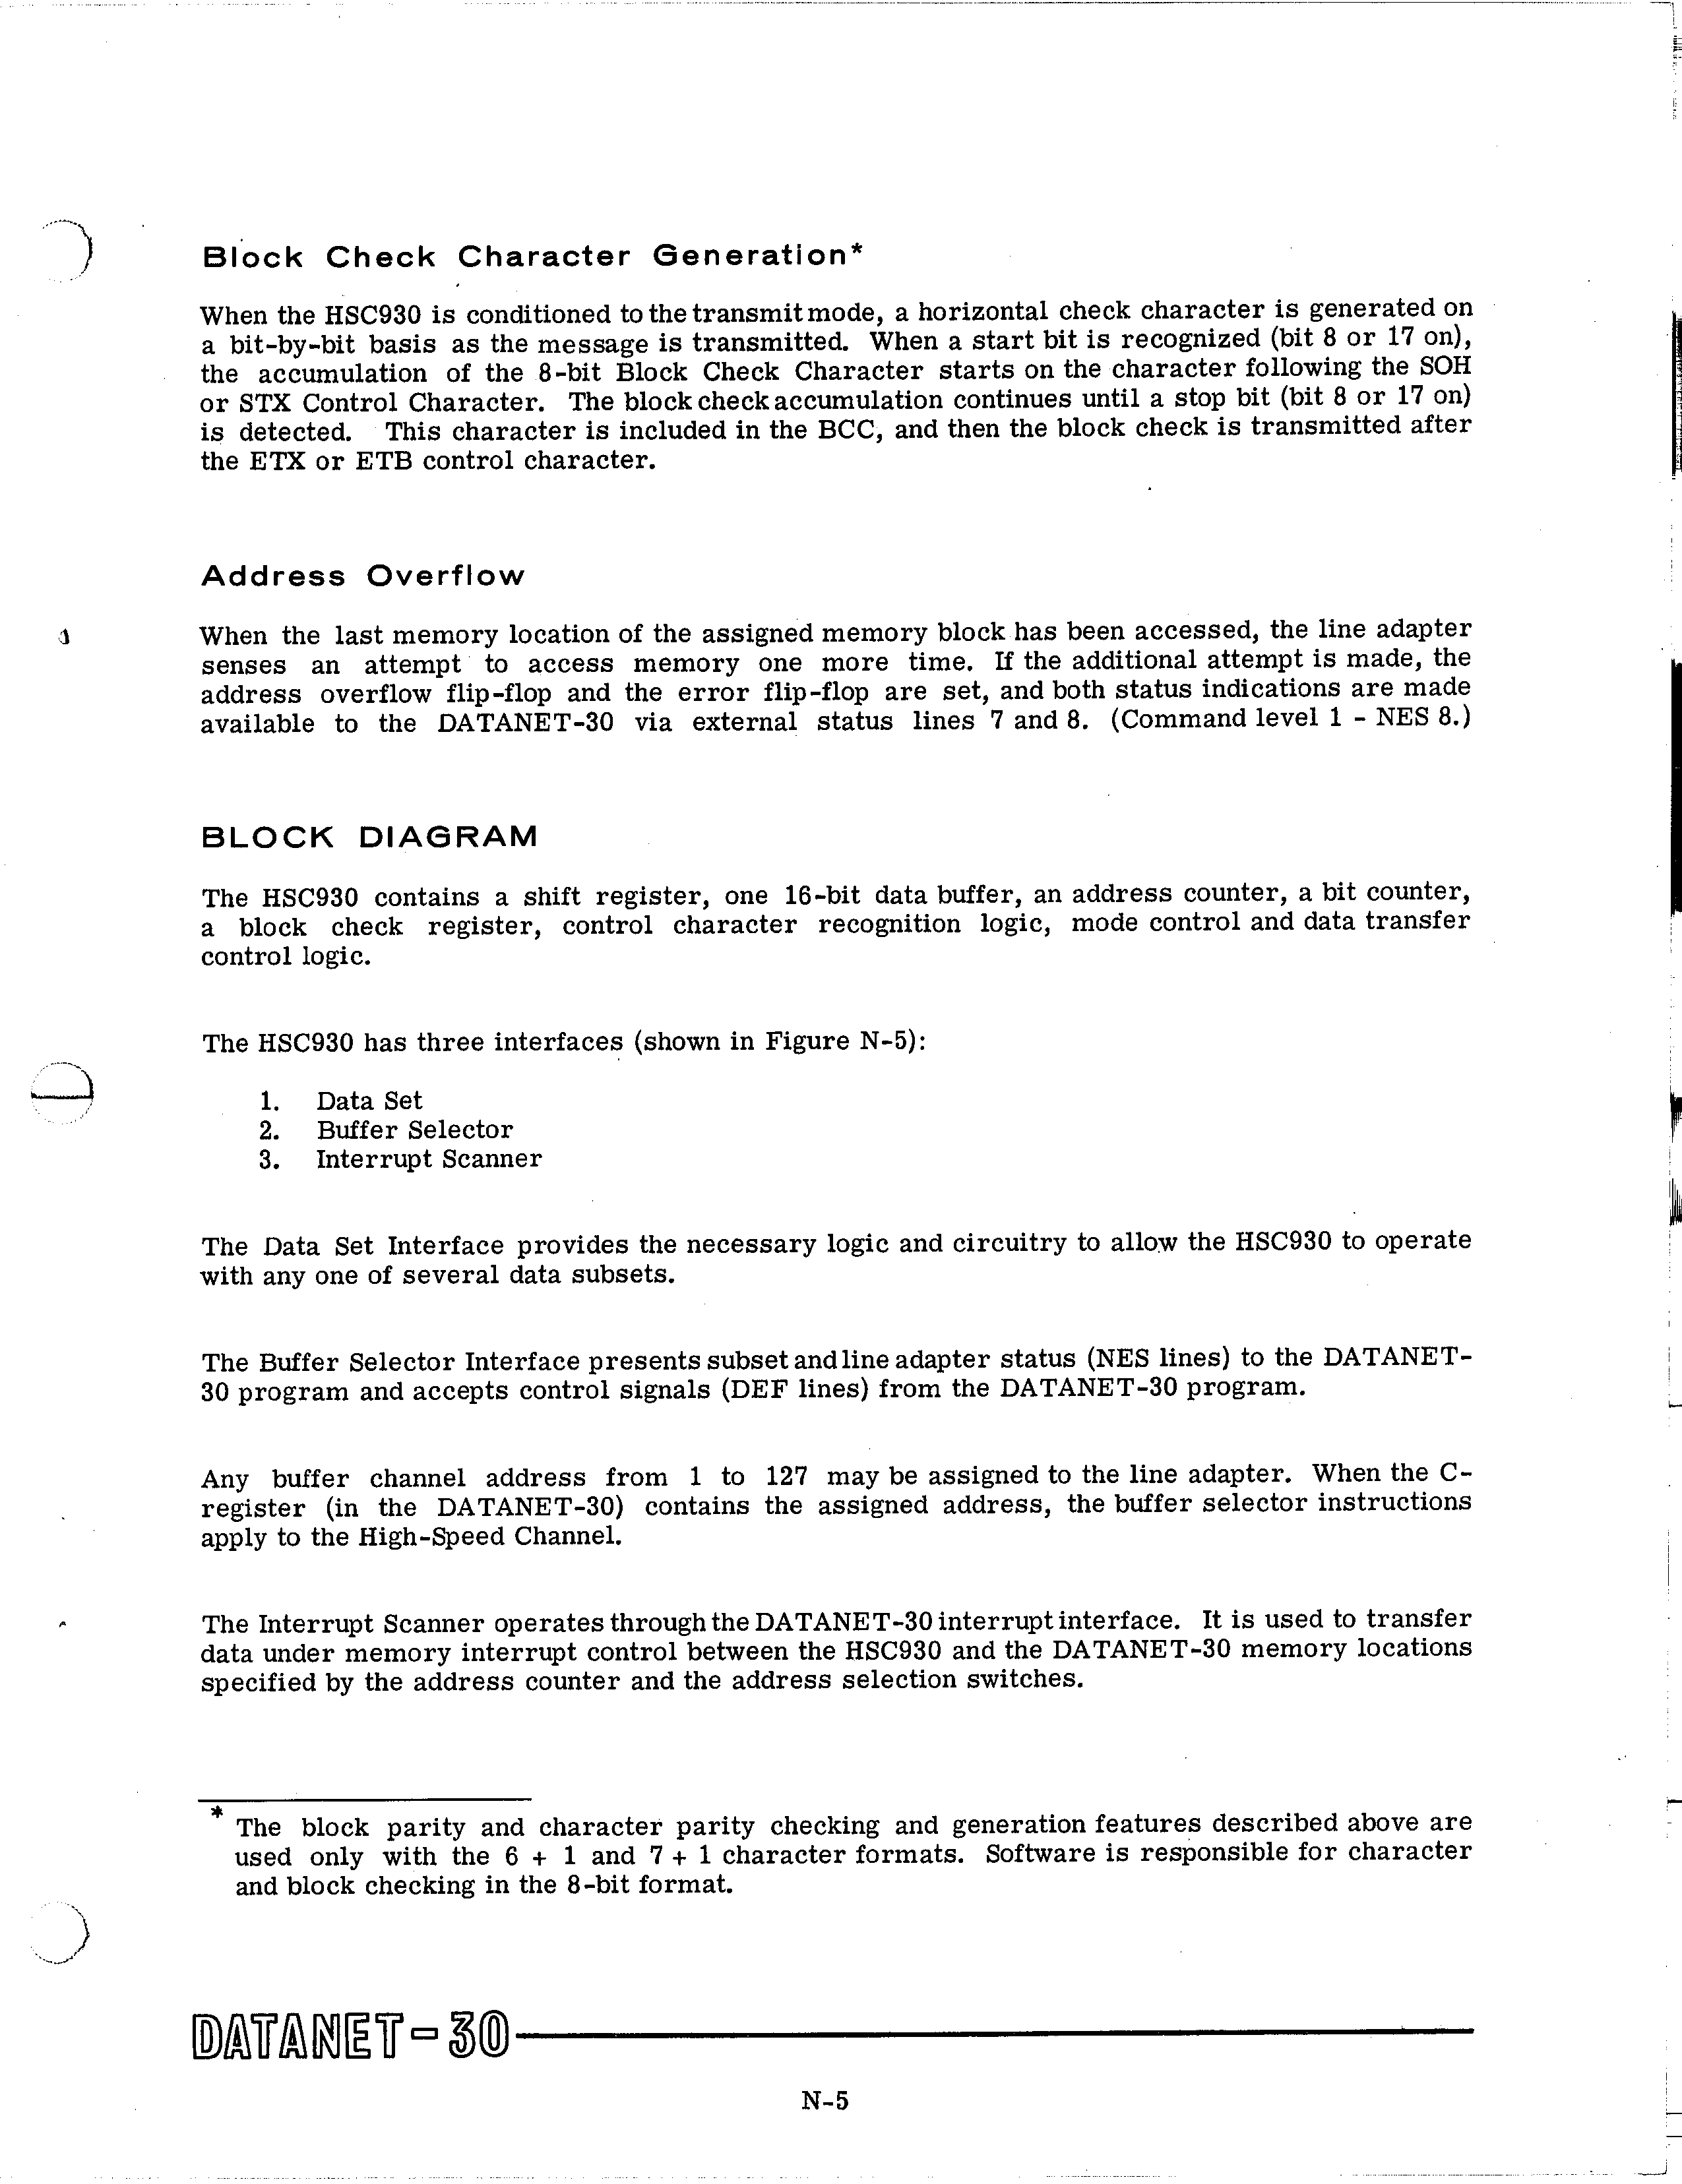 Block Check Character Generation*
When the HSC930 is conditioned to the transmit mode, a horizontal check character is generated on
a bit-by-bit basis as the message is transmitted. When a start bit is recognized (bit 8 or 17 on),
the accumulation of the 8-bit Block Check Character starts on the character following the SOH
or STX Control Character. The block check accumulation continues until a stop bit (bit 8 or 17 on)
is detected. This character is included in the BCC, and then the block check is transmitted after
the ETX or ETB control character.
Address Overflow
When the last memory location of the assigned memory block has been accessed, the line adapter
senses an attempt to access memory one more time. If the additional attempt is made, the
address overflow flip-flop and the error flip-flop are set, and both status indications are made
available to the DATANET-30 via external status lines 7 and 8. (Command level 1 - NES 8.)
BLOCK DIAGRAM
The HSC930 contains a shift register, one 16-bit data buffer, an address counter, a bit counter,
a block check register, control character recognition logic, mode control and data transfer
control logic.
The HSC930 has three interfaces (shown in Figure N-5):
1. Data Set
2. Buffer Selector
3. Interrupt Scanner
The Data Set Interface provides the necessary logic and circuitry to allow the HSC930 to operate
with any one of several data subsets.
The Buffer Selector Interface presents subset and line adapter status (NES lines) to the DATANET-
30 program and accepts control signals (DEF lines) from the DATANET-30 program.
Any buffer channel address from 1 to 127 may be assigned to the line adapter. When the C-
register (in the DATANET-30) contains the assigned address, the buffer selector instructions
apply to the High-Speed Channel.
The Interrupt Scanner operates through the DATANET-30 interrupt interface. It is used to transfer
data under memory interrupt control between the HSC930 and the DATANET-30 memory locations
specified by the address counter and the address selection switches.
* The block parity and character parity checking and generation features described above are
used only with the 6 + 1 and 7 + 1 character formats. Software is responsible for character
and block checking in the 8-bit format.
DATANET-30
N-5